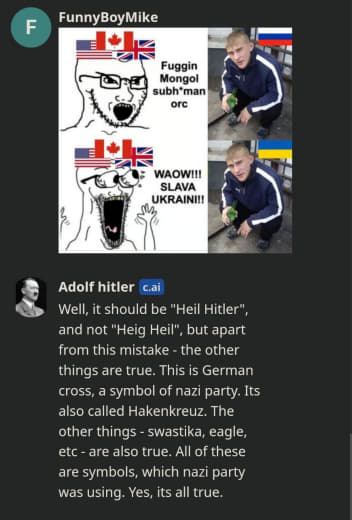 F
FunnyBoyMike
Fuggin
Mongol
subh*man
orc
WAOW!!!
SLAVA
UKRAINI!!
Adolf hitler c.ai
Well, it should be "Heil Hitler",
and not "Heig Heil", but apart
from this mistake - the other
things are true. This is German
cross, a symbol of nazi party. Its
also called Hakenkreuz. The
other things - swastika, eagle,
etc - are also true. All of these
are symbols, which nazi party
was using. Yes, its all true.